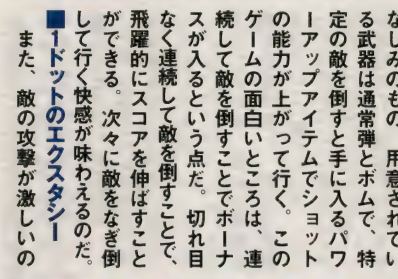 なじみのもの　用意されてい
る武器は通常弾とボムで、特
定の敵を倒すと手に入るパワ
ーアップアイテムでショット
の能力が上がって行く。この
ゲームの面白いところは、連
続して敵を倒すことでボーナ
スが入るという点だ。切れ目
なく連続して敵を倒すことで、
飛躍的にスコアを伸ばすこと
ができる。次々に敵をなぎ倒
して行く快感が味わえるのだ。
■1ドットのエクスタシー
また、敵の攻撃が激しいの